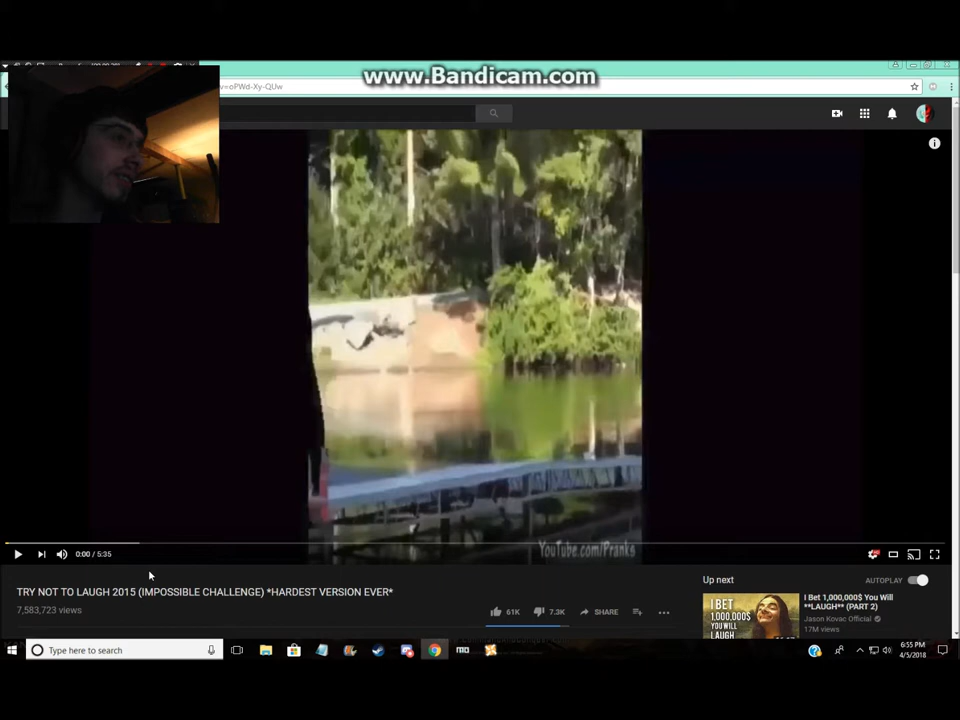 www.Bandicam.com
v=oPWd-Xy-QUw
YouTube.com/Pranks
0:00 / 5:35
TRY NOT TO LAUGH 2015 (IMPOSSIBLE CHALLENGE) *HARDEST VERSION EVER*
7,583,723 views
61K
7.3K
SHARE
Up next
AUTOPLAY
I BET
1,000,000$
YOU WILL
LAUGH
I Bet 1,000,000$ You Will
**LAUGH** (PART 2)
Jason Kovac Official
17M views
Type here to search
6:55 PM
4/5/2018